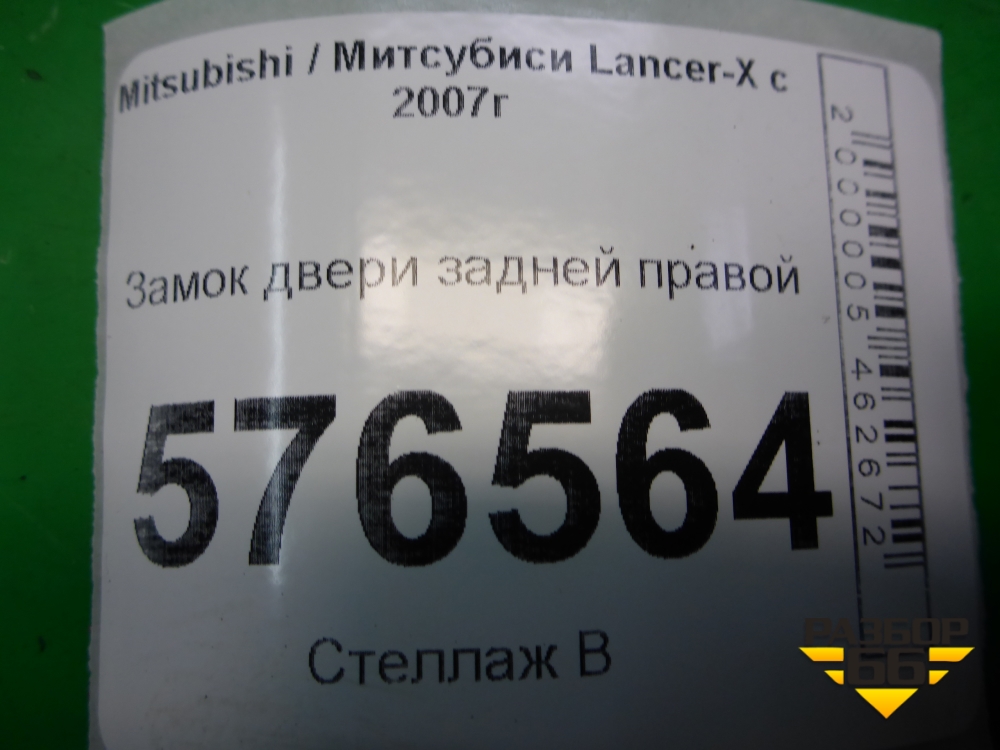 Mitsubishi / Митсубиси Lancer-X с
2007г
Замок двери задней правой
576564
Стеллаж В
2000005462672
РАЗБОР
66